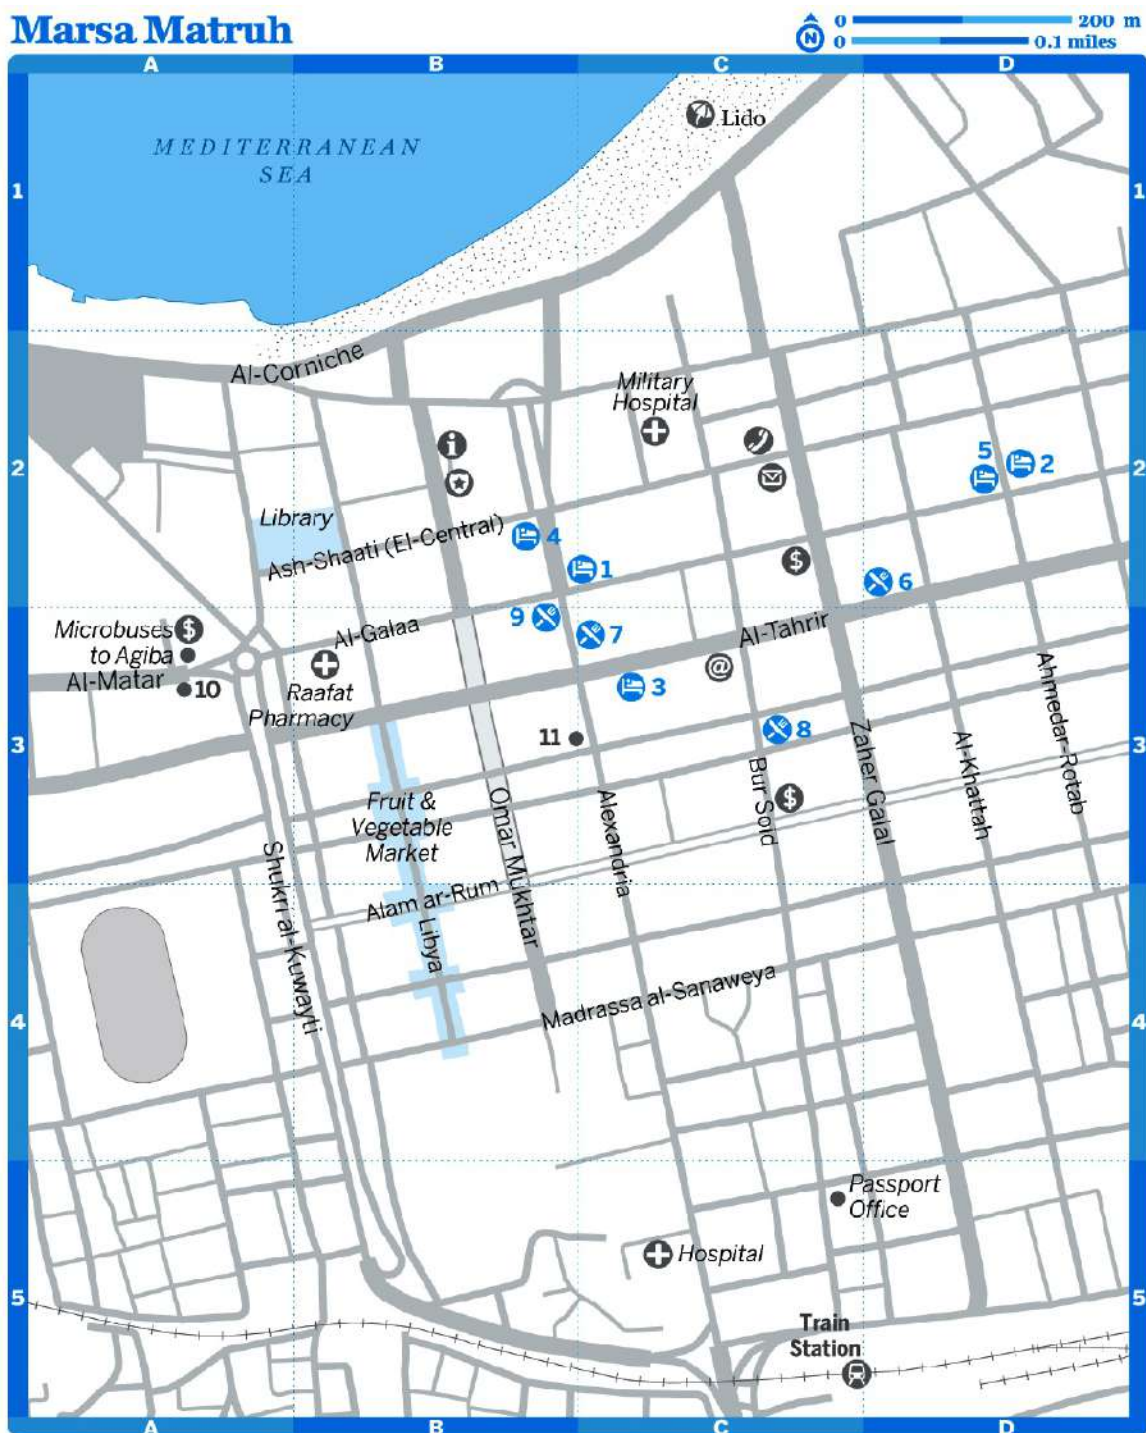 Marsa Matruh
0 200 m
N 0 0.1 miles
A B C D
Lido
MEDITERRANEAN
SEA
1 1
Al-Corniche
Military
Hospital
i
5 2
2 2
Library
Ash-Shaati (El-Central)
4
1
$
6
9
7
Microbuses $
to Agiba
Al-Galaa
Al-Tahrir
Al-Matar
10
Raafat
Pharmacy
@
3
8
11
3 3
Ahmedar-Rotab
Zaher Galal
Al-Khattah
Bur Soid
$
Fruit &
Vegetable
Market
Omar Mukhtar
Alexandria
Shukri al-Kuwayti
Alam ar-Rum
Libya
Madrassa al-Sanaweya
4 4
Passport
Office
Hospital
5 5
Train
Station
A B C D